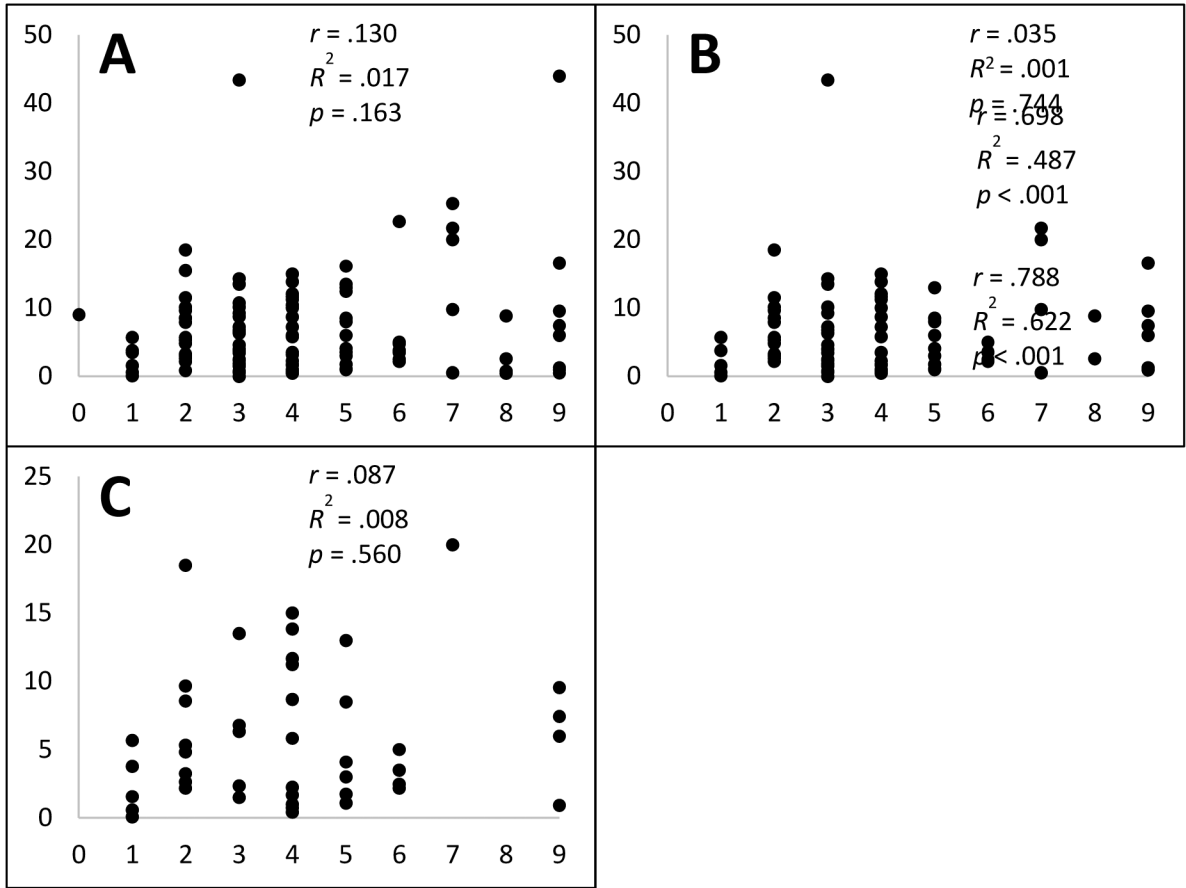 A
r = .130
R² = .017
p = .163
50
40
30
20
10
0
0 1 2 3 4 5 6 7 8 9
B
r = .035
R² = .001
p = .744
r = .698
R² = .487
p < .001
r = .788
R² = .622
p < .001
50
40
30
20
10
0
0 1 2 3 4 5 6 7 8 9
C
r = .087
R² = .008
p = .560
25
20
15
10
5
0
0 1 2 3 4 5 6 7 8 9